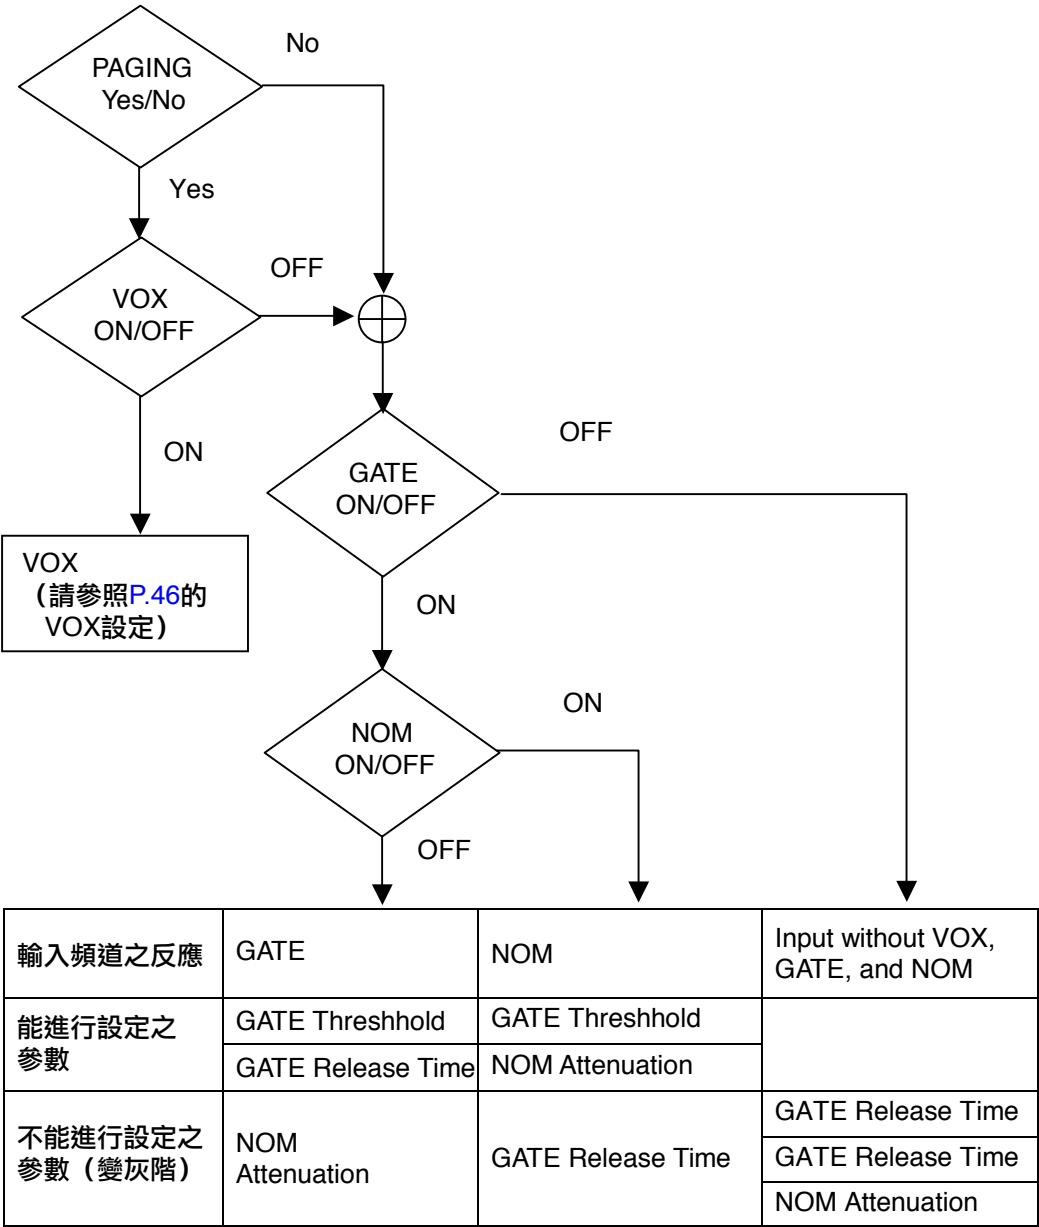 No
PAGING
Yes/No
Yes
OFF
VOX
ON/OFF
ON
OFF
GATE
ON/OFF
VOX
（請參照P.46的
VOX設定）
ON
ON
NOM
ON/OFF
OFF
輸入頻道之反應
GATE
NOM
Input without VOX,
GATE, and NOM
能進行設定之
參數
GATE Threshhold
GATE Release Time
GATE Threshhold
NOM Attenuation
不能進行設定之
參數（變灰階）
NOM
Attenuation
GATE Release Time
GATE Release Time
GATE Release Time
NOM Attenuation